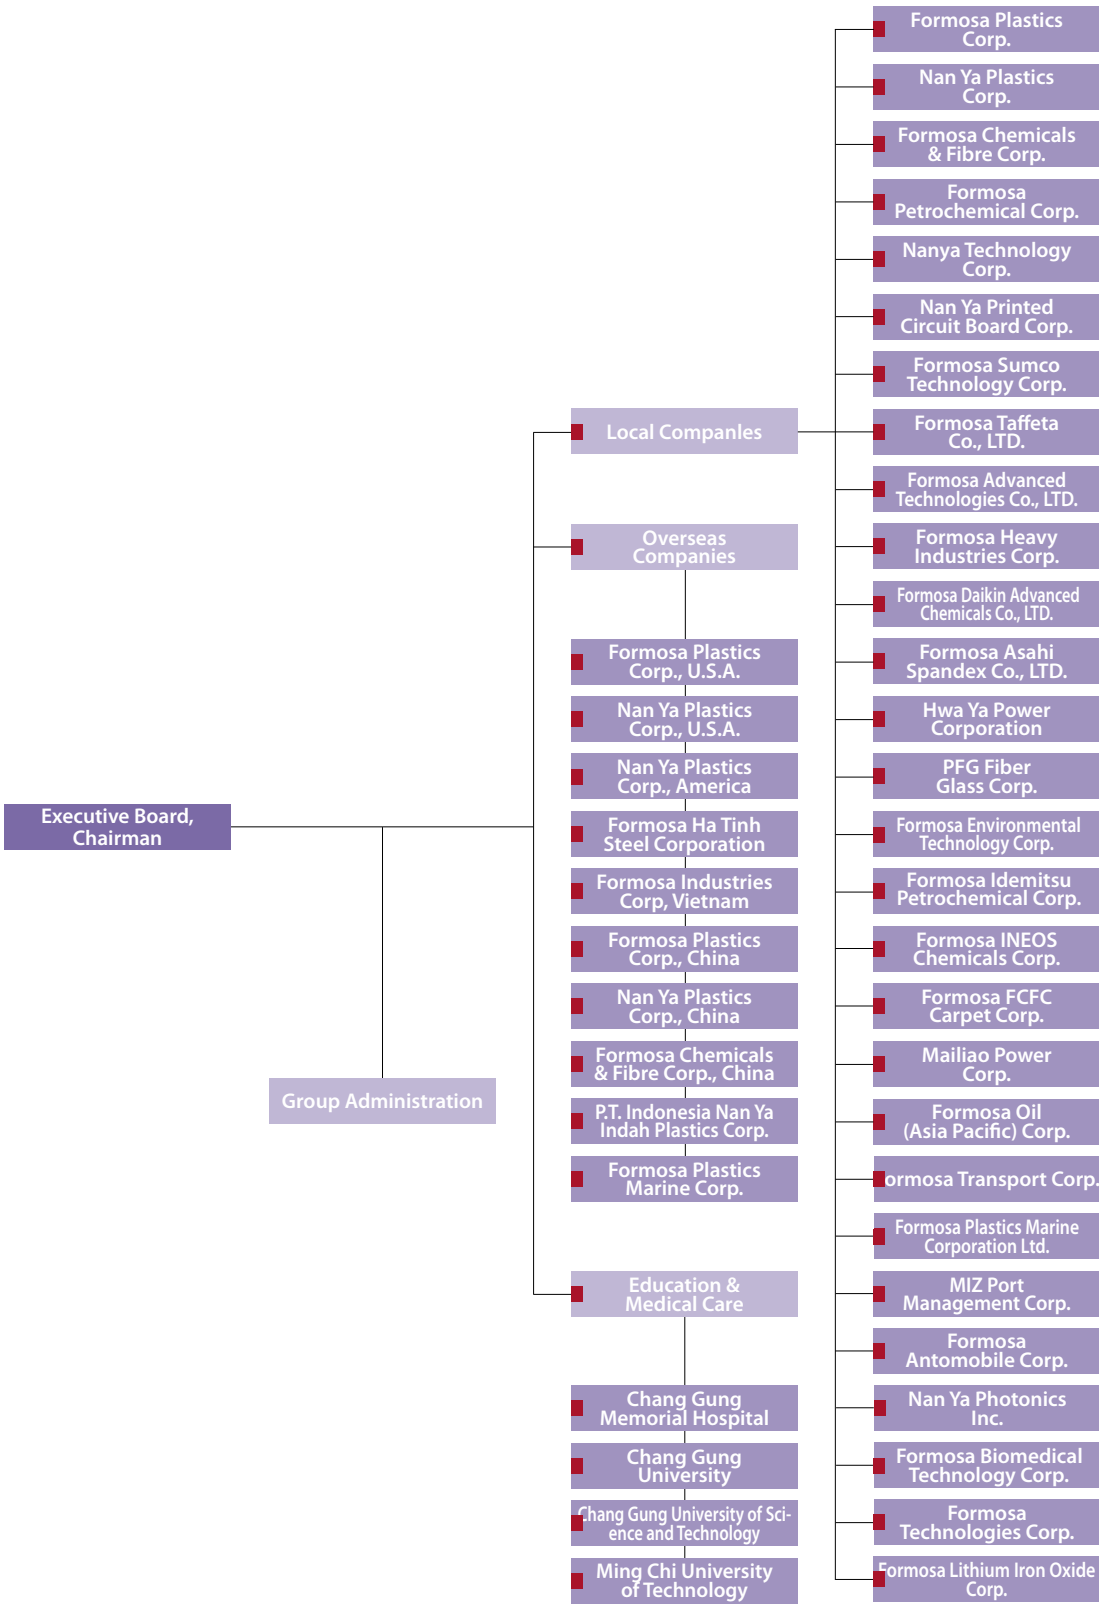 Executive Board,
Chairman
Group Administration
Local Companles
Overseas
Companies
Formosa Plastics
Corp., U.S.A.
Nan Ya Plastics
Corp., U.S.A.
Nan Ya Plastics
Corp., America
Formosa Ha Tinh
Steel Corporation
Formosa Industries
Corp, Vietnam
Formosa Plastics
Corp., China
Nan Ya Plastics
Corp., China
Formosa Chemicals
& Fibre Corp., China
P.T. Indonesia Nan Ya
Indah Plastics Corp.
Formosa Plastics
Marine Corp.
Education &
Medical Care
Chang Gung
Memorial Hospital
Chang Gung
University
Chang Gung University of Sci-
ence and Technology
Ming Chi University
of Technology
Formosa Plastics
Corp.
Nan Ya Plastics
Corp.
Formosa Chemicals
& Fibre Corp.
Formosa
Petrochemical Corp.
Nanya Technology
Corp.
Nan Ya Printed
Circuit Board Corp.
Formosa Sumco
Technology Corp.
Formosa Taffeta
Co., LTD.
Formosa Advanced
Technologies Co., LTD.
Formosa Heavy
Industries Corp.
Formosa Daikin Advanced
Chemicals Co., LTD.
Formosa Asahi
Spandex Co., LTD.
Hwa Ya Power
Corporation
PFG Fiber
Glass Corp.
Formosa Environmental
Technology Corp.
Formosa Idemitsu
Petrochemical Corp.
Formosa INEOS
Chemicals Corp.
Formosa FCFC
Carpet Corp.
Mailiao Power
Corp.
Formosa Oil
(Asia Pacific) Corp.
Formosa Transport Corp.
Formosa Plastics Marine
Corporation Ltd.
MIZ Port
Management Corp.
Formosa
Antomobile Corp.
Nan Ya Photonics
Inc.
Formosa Biomedical
Technology Corp.
Formosa
Technologies Corp.
Formosa Lithium Iron Oxide
Corp.